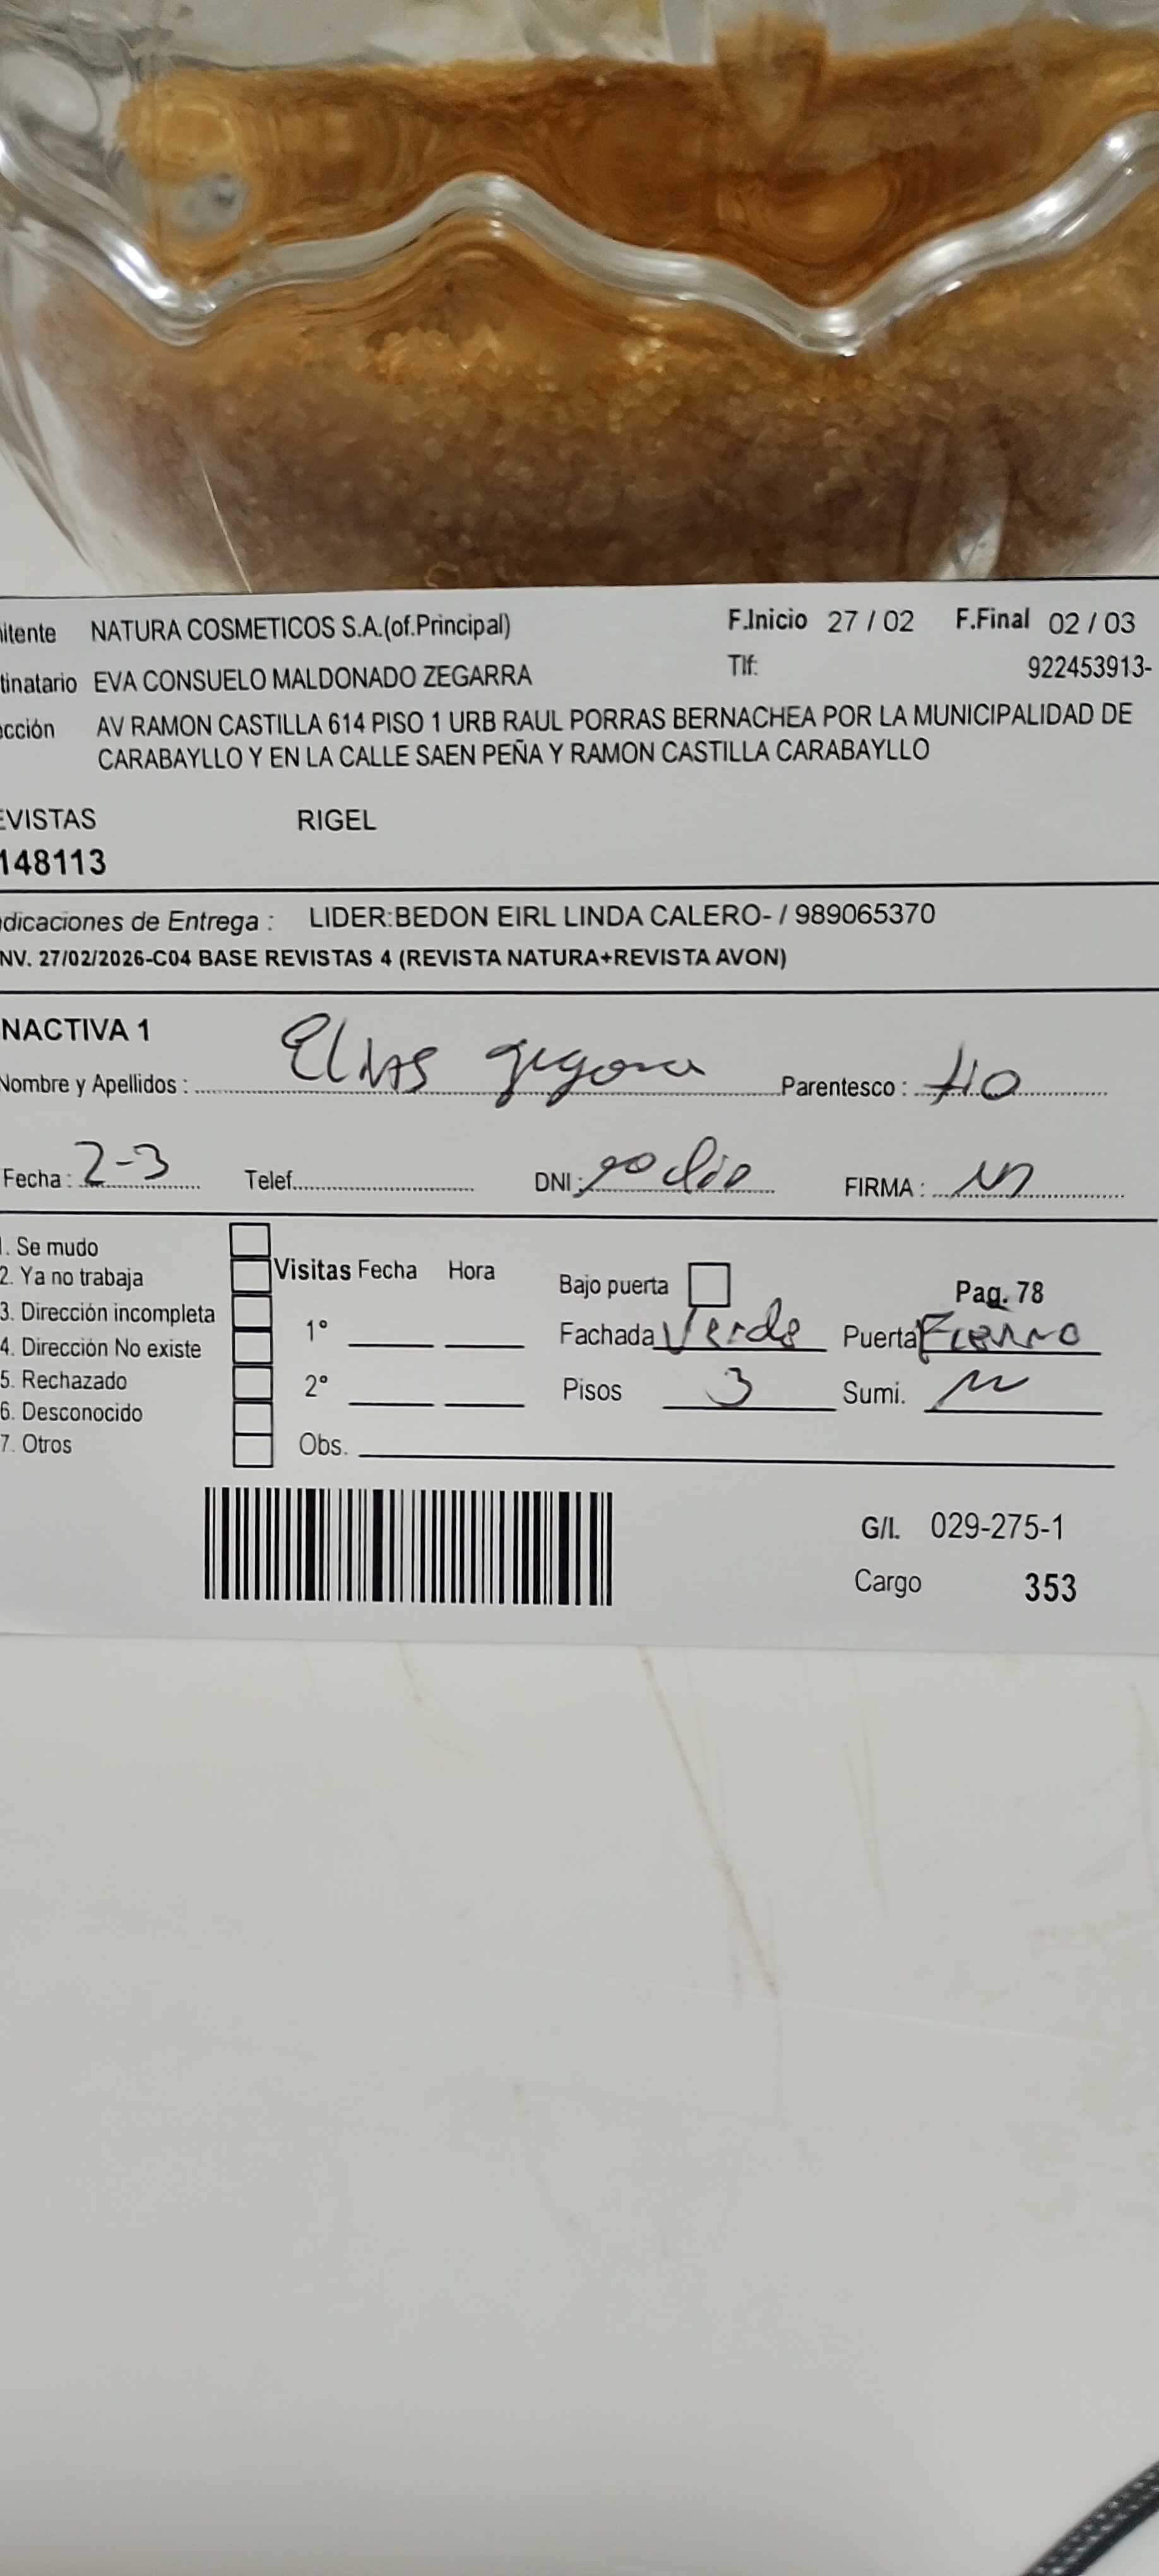 itente NATURA COSMETICOS S.A.(of.Principal) F.Inicio 27 / 02 F.Final 02 / 03
tinatario EVA CONSUELO MALDONADO ZEGARRA Tlf: 922453913-
cción AV RAMON CASTILLA 614 PISO 1 URB RAUL PORRAS BERNACHEA POR LA MUNICIPALIDAD DE
CARABAYLLO Y EN LA CALLE SAEN PEÑA Y RAMON CASTILLA CARABAYLLO
EVISTAS RIGEL
148113
dicaciones de Entrega : LIDER:BEDON EIRL LINDA CALERO- / 989065370
NV. 27/02/2026-C04 BASE REVISTAS 4 (REVISTA NATURA+REVISTA AVON)
NACTIVA 1
Nombre y Apellidos : Elias Parentesco : tio
Fecha : 2-3 Telef. DNI : no dio FIRMA :
1. Se mudo
2. Ya no trabaja Visitas Fecha Hora Bajo puerta Pag. 78
3. Dirección incompleta 1° Fachada Verde Puerta Fierro
4. Dirección No existe
5. Rechazado 2° Pisos 3 Sumi.
6. Desconocido
7. Otros Obs.
G/L 029-275-1
Cargo 353